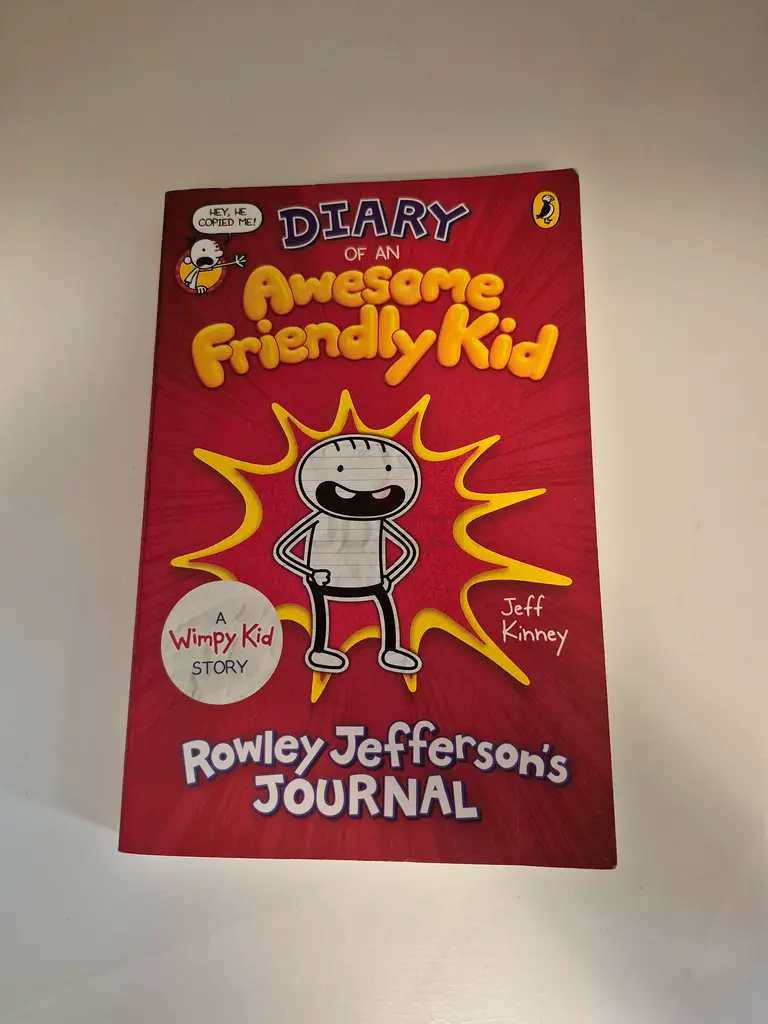 HEY, HE
COPIED ME!
DIARY
OF AN
Awesome
Friendly Kid
Jeff
Kinney
A
Wimpy Kid
STORY
Rowley Jefferson's
JOURNAL